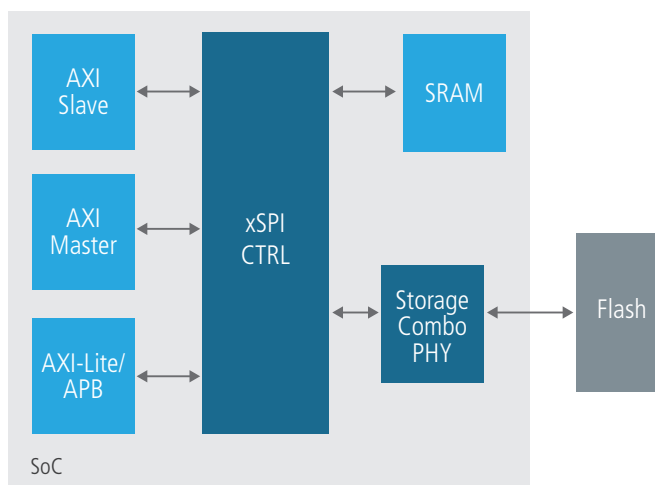 AXI
Slave
AXI
Master
AXI-Lite/
APB
xSPI
CTRL
SRAM
Storage
Combo
PHY
Flash
SoC